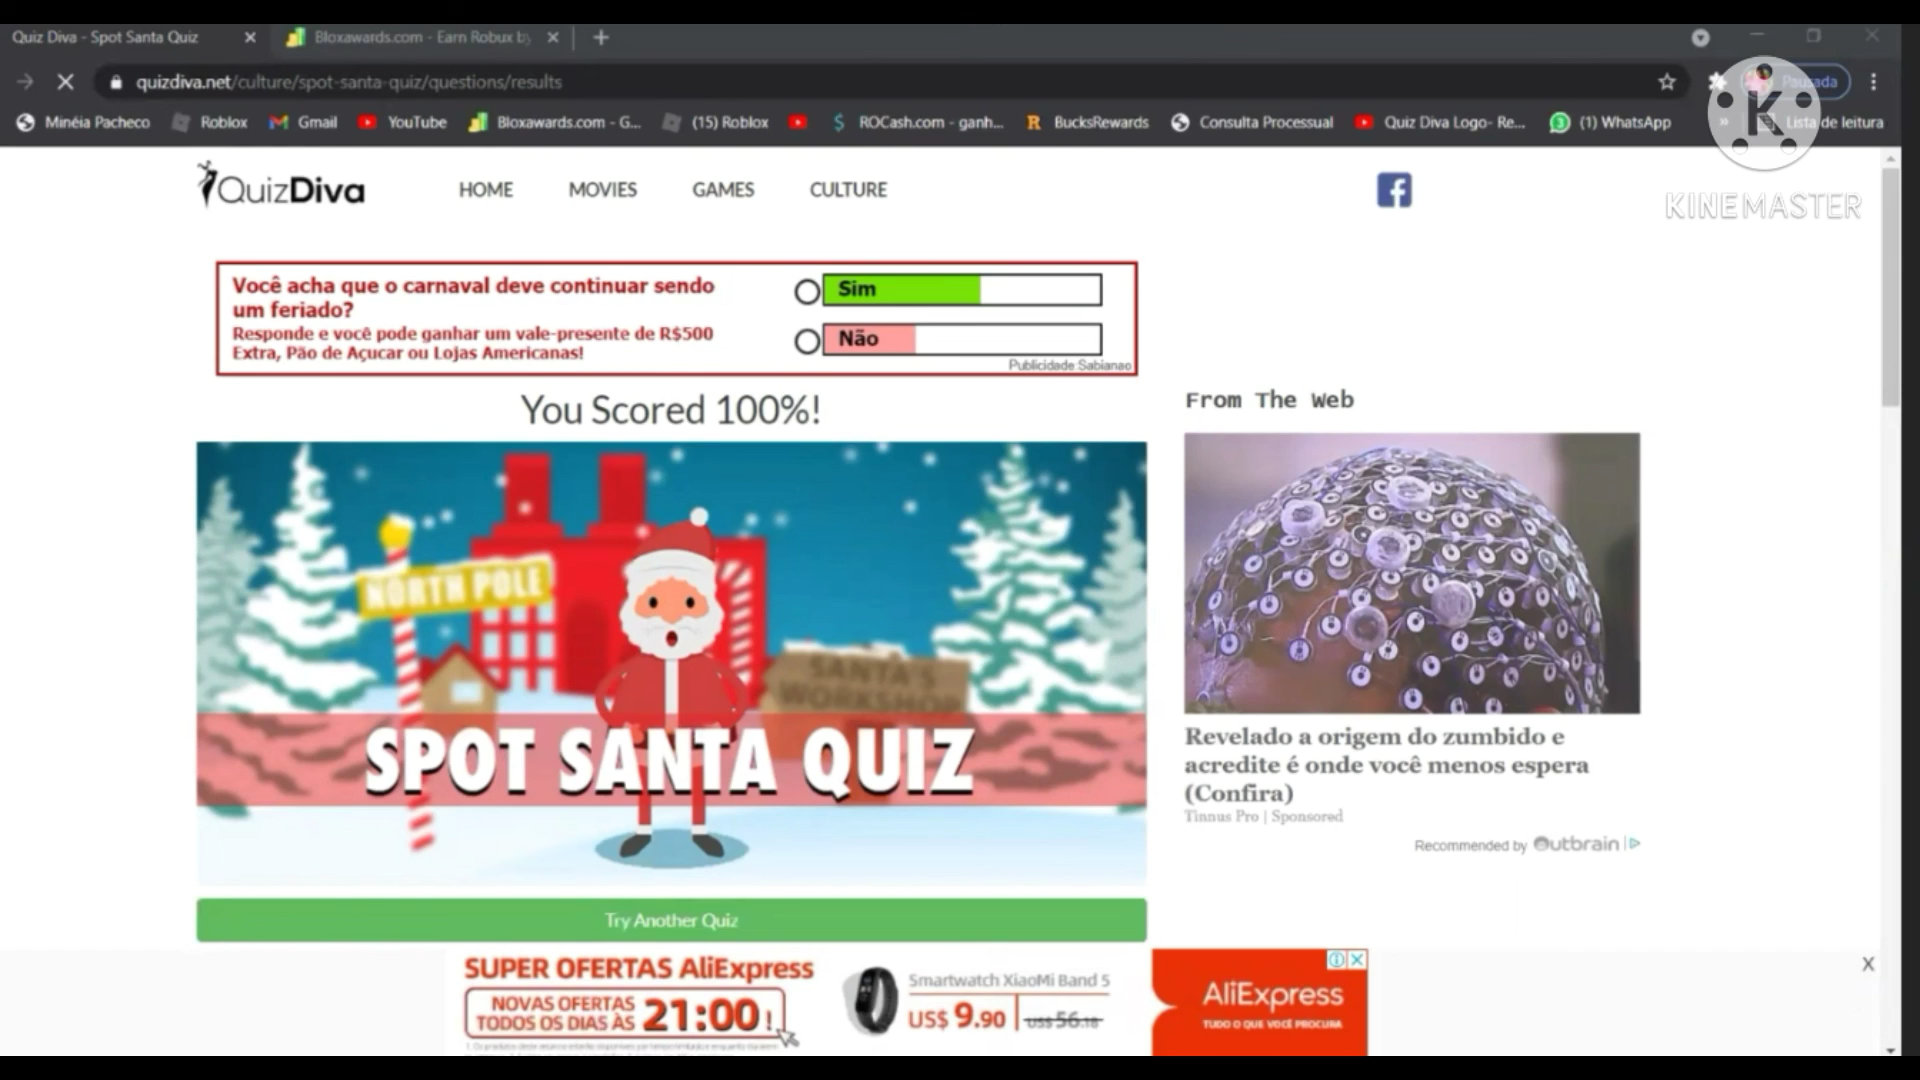 Quiz Diva - Spot Santa Quiz
Bloxawards.com - Earn Robux by
quizdiva.net/culture/spot-santa-quiz/questions/results
Pausada
Minéia Pacheco
Roblox
Gmail
YouTube
Bloxawards.com - G...
(15) Roblox
ROCash.com - ganh...
BucksRewards
Consulta Processual
Quiz Diva Logo- Re...
(1) WhatsApp
»
Lista de leitura
K
KINEMASTER
QuizDiva
HOME
MOVIES
GAMES
CULTURE
Você acha que o carnaval deve continuar sendo
um feriado?
Responde e você pode ganhar um vale-presente de R$500
Extra, Pão de Açucar ou Lojas Americanas!
Sim
Não
Publicidade Sabianao
You Scored 100%!
NORTH POLE
SANTA'S
WORKSHOP
SPOT SANTA QUIZ
Try Another Quiz
From The Web
Revelado a origem do zumbido e
acredite é onde você menos espera
(Confira)
Tinnus Pro | Sponsored
Recommended by Outbrain
SUPER OFERTAS AliExpress
NOVAS OFERTAS
TODOS OS DIAS ÀS 21:00!
Smartwatch XiaoMi Band 5
US$ 9.90 US$ 56.18
AliExpress
TUDO O QUE VOCÊ PROCURA
X